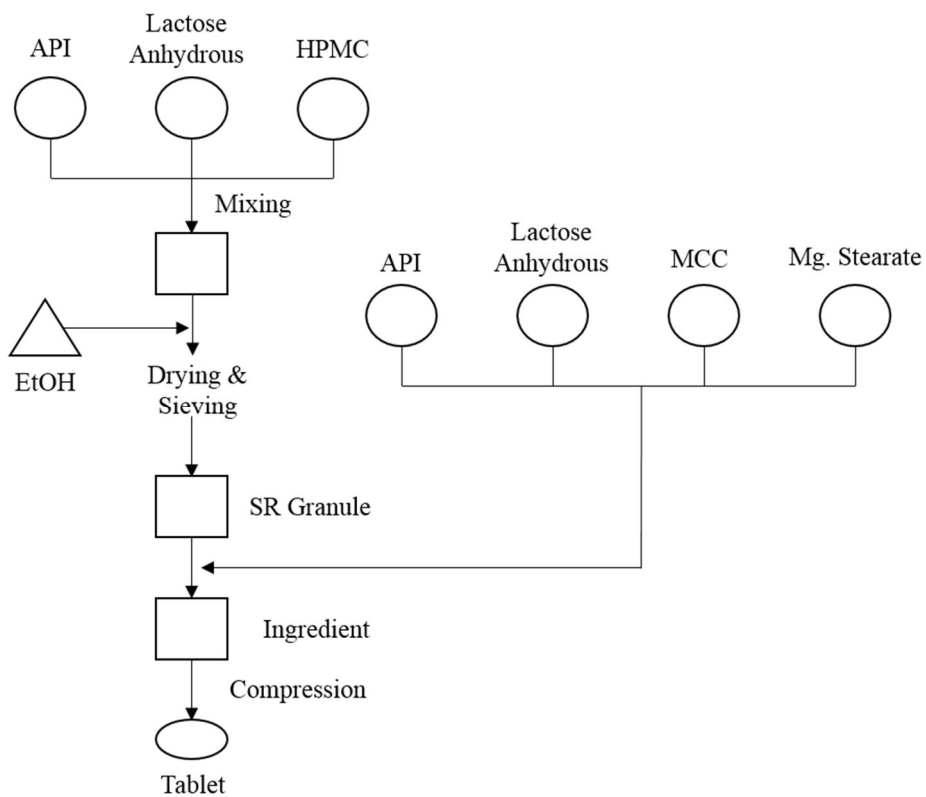 API
Lactose
Anhydrous
HPMC
Mixing
API
Lactose
Anhydrous
MCC
Mg. Stearate
EtOH
Drying &
Sieving
SR Granule
Ingredient
Compression
Tablet